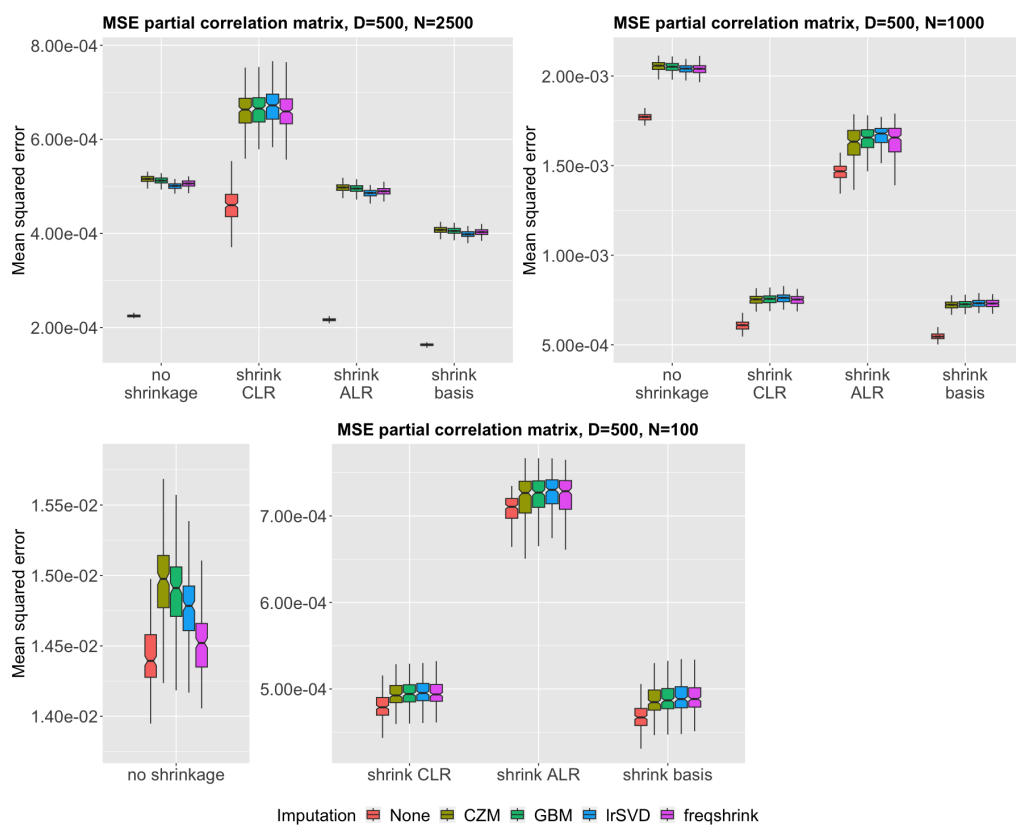 MSE partial correlation matrix, D=500, N=2500
Mean squared error
8.00e-04
6.00e-04
4.00e-04
2.00e-04
no shrinkage
shrink CLR
shrink ALR
shrink basis
MSE partial correlation matrix, D=500, N=1000
Mean squared error
2.00e-03
1.50e-03
1.00e-03
5.00e-04
no shrinkage
shrink CLR
shrink ALR
shrink basis
MSE partial correlation matrix, D=500, N=100
Mean squared error
1.55e-02
1.50e-02
1.45e-02
1.40e-02
no shrinkage
7.00e-04
6.00e-04
5.00e-04
shrink CLR
shrink ALR
shrink basis
Imputation None CZM GBM lrSVD freqshrink